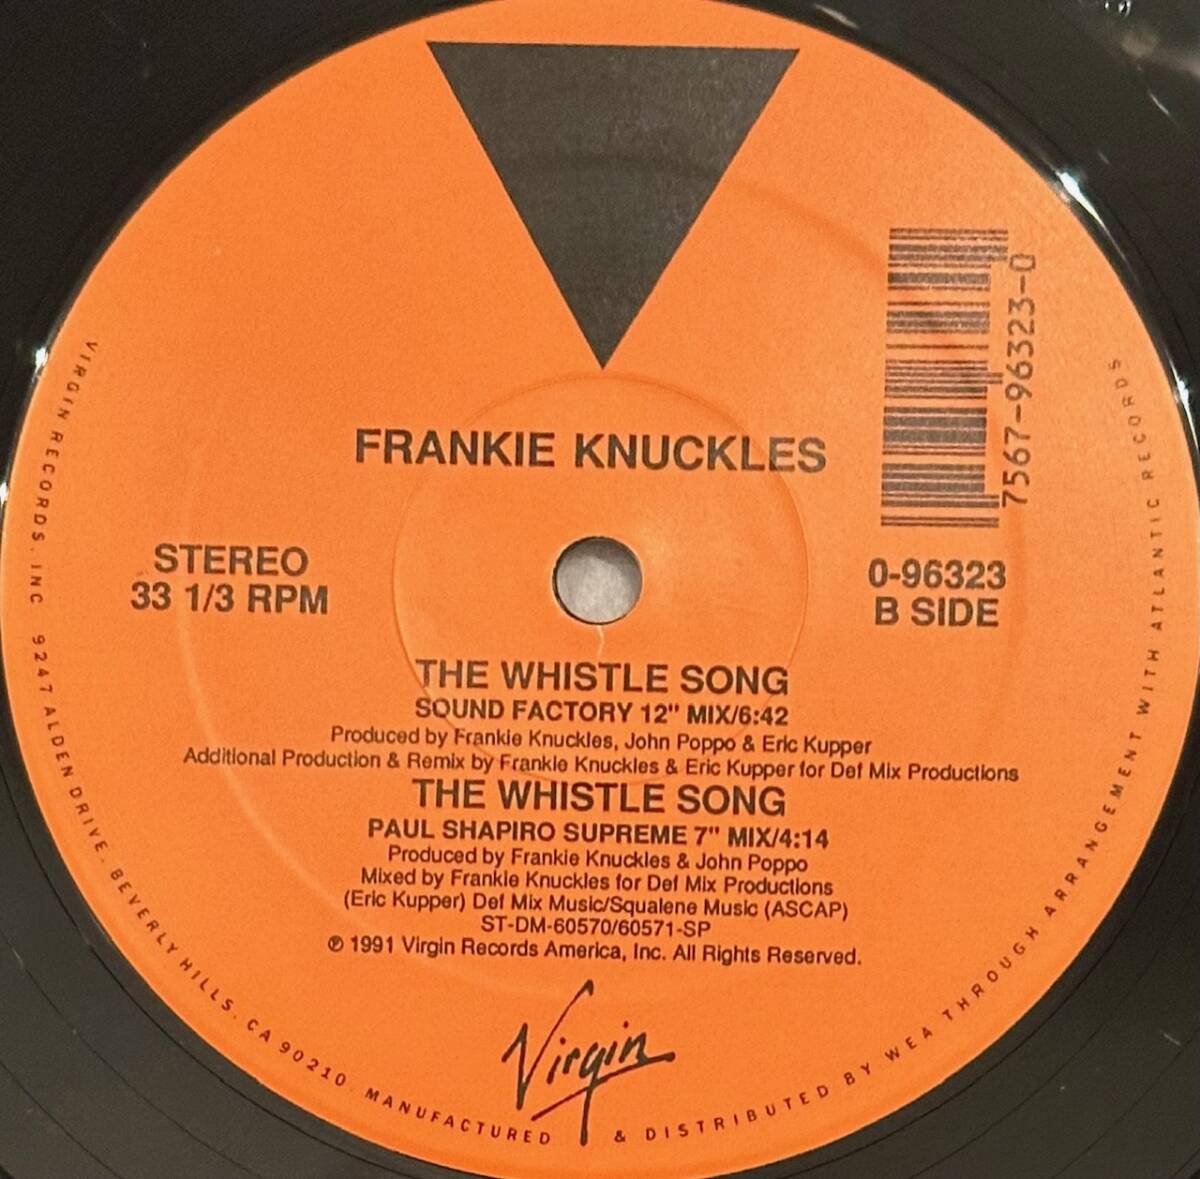 FRANKIE KNUCKLES
7567-96323-0
STEREO
33 1/3 RPM
0-96323
B SIDE
THE WHISTLE SONG
SOUND FACTORY 12" MIX/6:42
Produced by Frankie Knuckles, John Poppo & Eric Kupper
Additional Production & Remix by Frankie Knuckles & Eric Kupper for Def Mix Productions
THE WHISTLE SONG
PAUL SHAPIRO SUPREME 7" MIX/4:14
Produced by Frankie Knuckles & John Poppo
Mixed by Frankie Knuckles for Def Mix Productions
(Eric Kupper) Def Mix Music/Squalene Music (ASCAP)
ST-DM-60570/60571-SP
℗ 1991 Virgin Records America, Inc. All Rights Reserved.
Virgin
VIRGIN RECORDS. INC 9247 ALDEN DRIVE. BEVERLY HILLS. CA 90210. MANUFACTURED & DISTRIBUTED BY WEA THROUGH ARRANGEMENT WITH ATLANTIC RECORDS